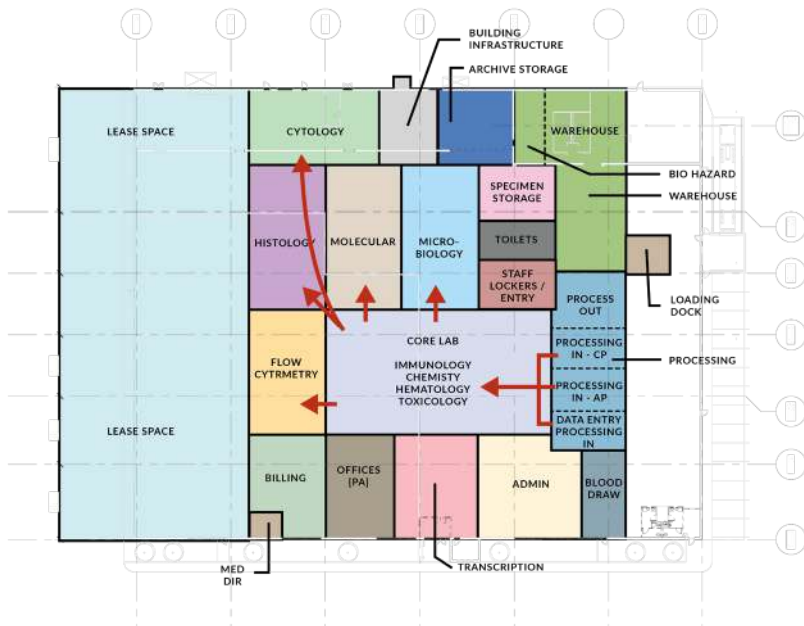 BUILDING
INFRASTRUCTURE
ARCHIVE STORAGE
LEASE SPACE
CYTOLOGY
WAREHOUSE
BIO HAZARD
WAREHOUSE
SPECIMEN
STORAGE
HISTOLOGY
MOLECULAR
MICRO-
BIOLOGY
TOILETS
STAFF
LOCKERS /
ENTRY
LOADING
DOCK
PROCESS
OUT
CORE LAB
IMMUNOLOGY
CHEMISTY
HEMATOLOGY
TOXICOLOGY
PROCESSING
IN - CP
PROCESSING
FLOW
CYTRMETRY
PROCESSING
IN - AP
DATA ENTRY
PROCESSING
IN
LEASE SPACE
BILLING
OFFICES
(PA)
ADMIN
BLOOD
DRAW
MED
DIR
TRANSCRIPTION